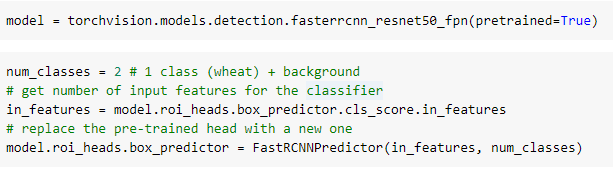 model = torchvision.models.detection.fasterrcnn_resnet50_fpn(pretrained=True)
num_classes = 2 # 1 class (wheat) + background
# get number of input features for the classifier
in_features = model.roi_heads.box_predictor.cls_score.in_features
# replace the pre-trained head with a new one
model.roi_heads.box_predictor = FastRCNNPredictor(in_features, num_classes)